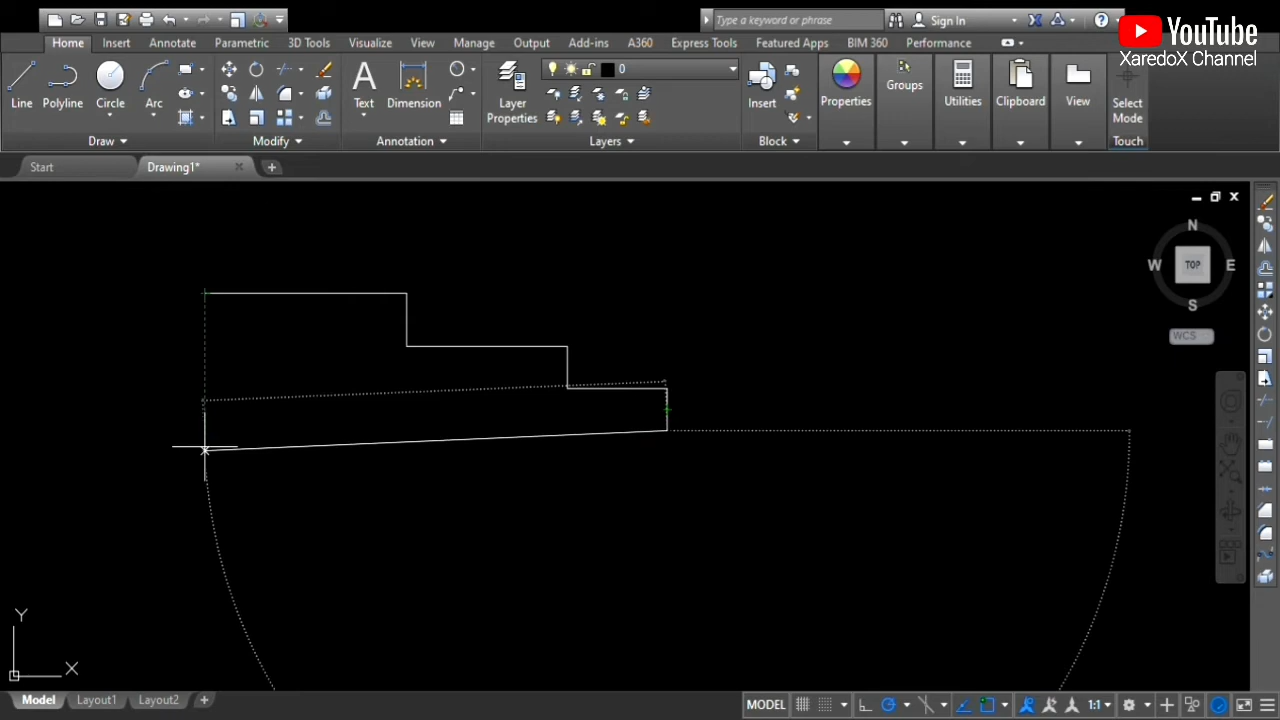 Type a keyword or phrase
Sign In
YouTube
XaredoX Channel
Home Insert Annotate Parametric 3D Tools Visualize View Manage Output Add-ins A360 Express Tools Featured Apps BIM 360 Performance
Line Polyline Circle Arc
Text Dimension
Layer
Properties
0
Insert
Properties
Groups
Utilities
Clipboard
View
Select
Mode
Draw Modify Annotation Layers Block Touch
Start Drawing1*
N
W TOP E
S
WCS
Y
X
Model Layout1 Layout2
MODEL 1:1